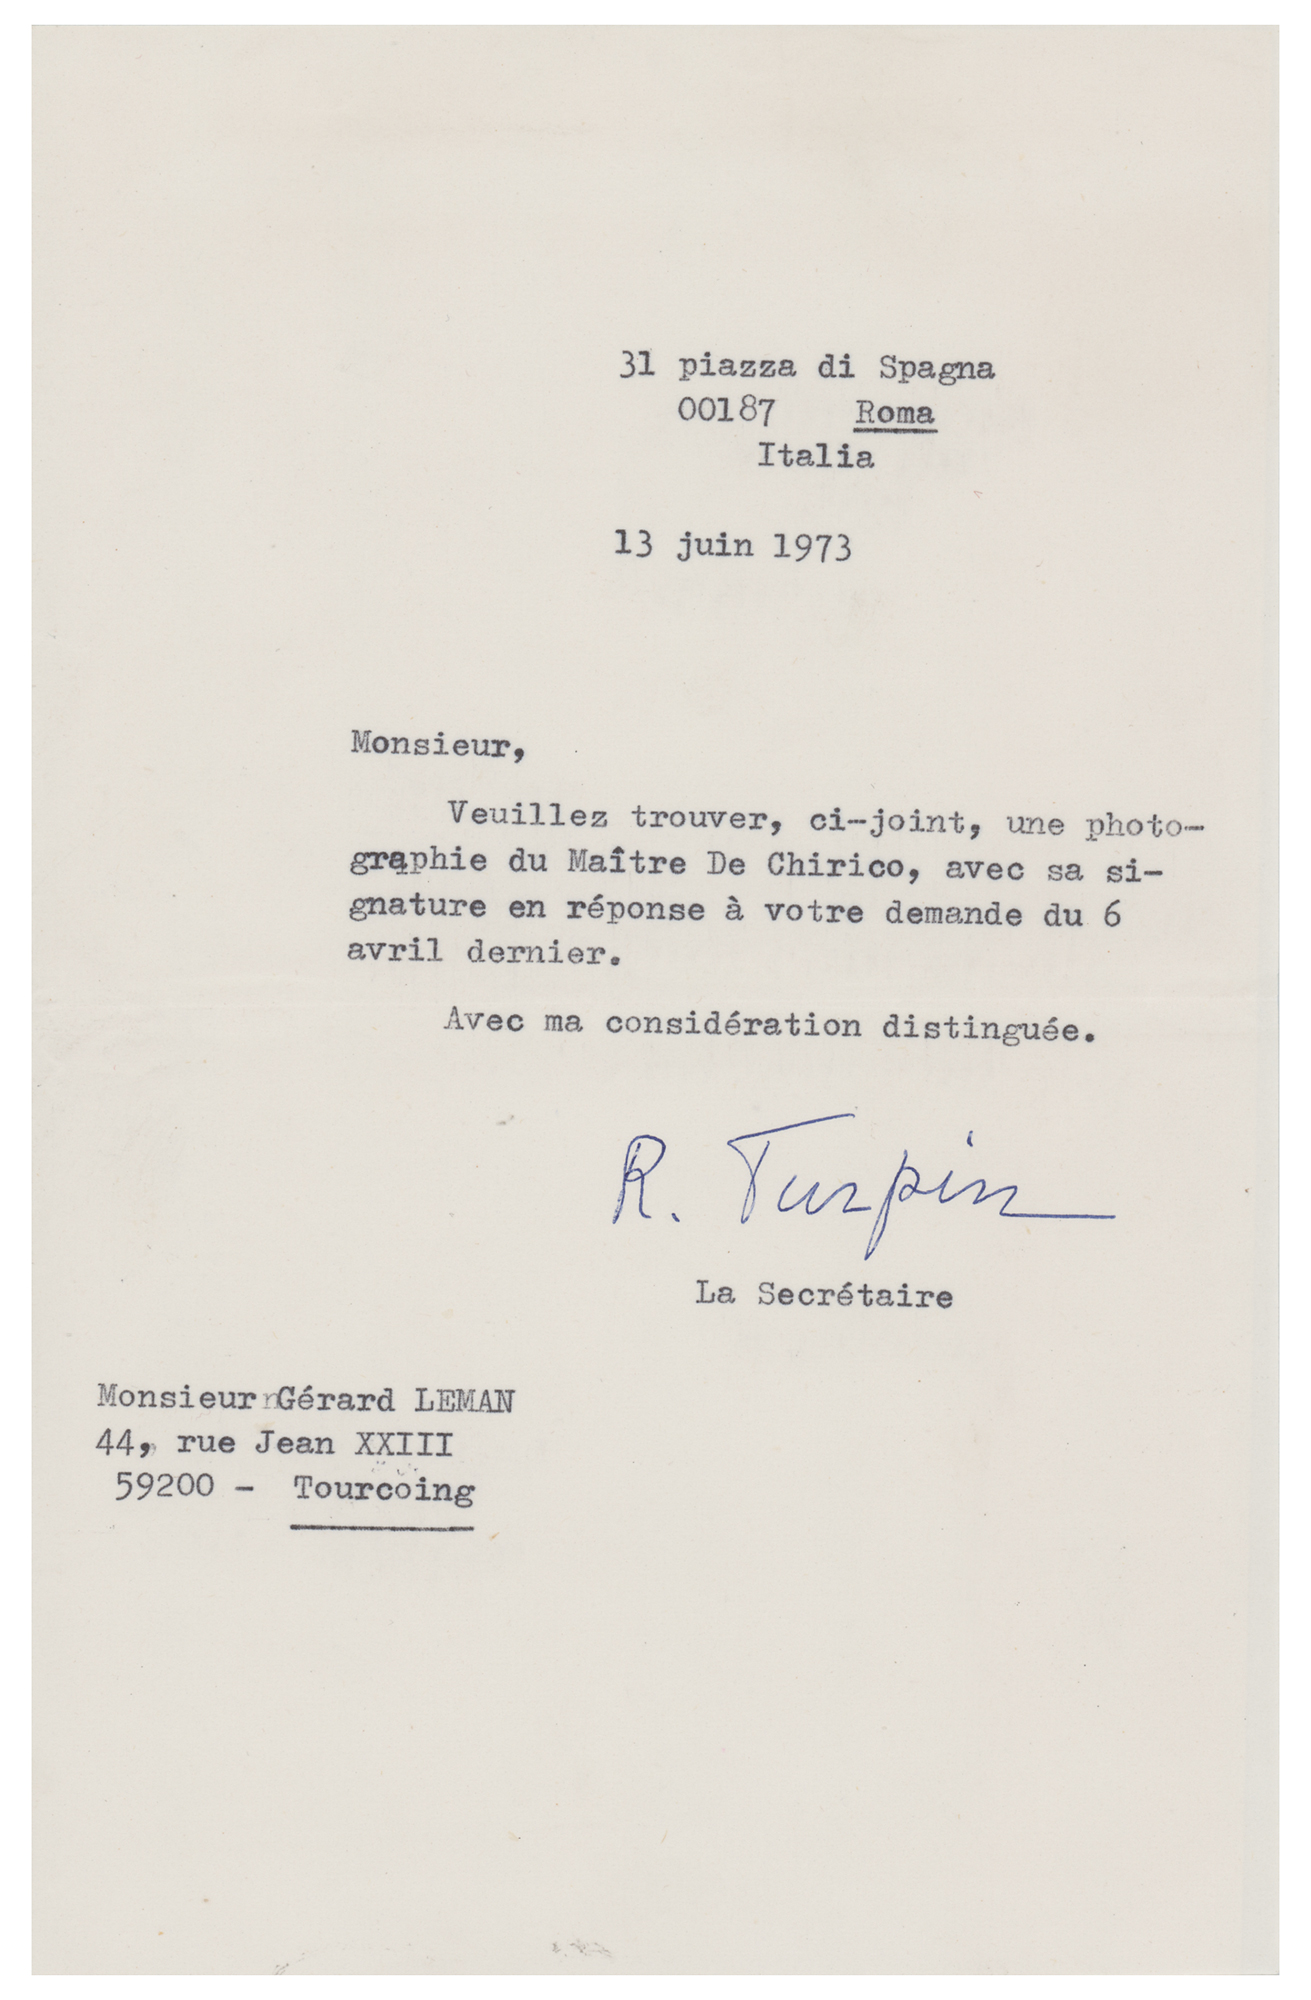 31 piazza di Spagna
00187 Roma
Italia
13 juin 1973
Monsieur,
Veuillez trouver, ci-joint, une photo-
graphie du Maître De Chirico, avec sa si-
gnature en réponse à votre demande du 6
avril dernier.
Avec ma considération distinguée.
R. Turpin
La Secrétaire
Monsieur Gérard LEMAN
44, rue Jean XXIII
59200 - Tourcoing